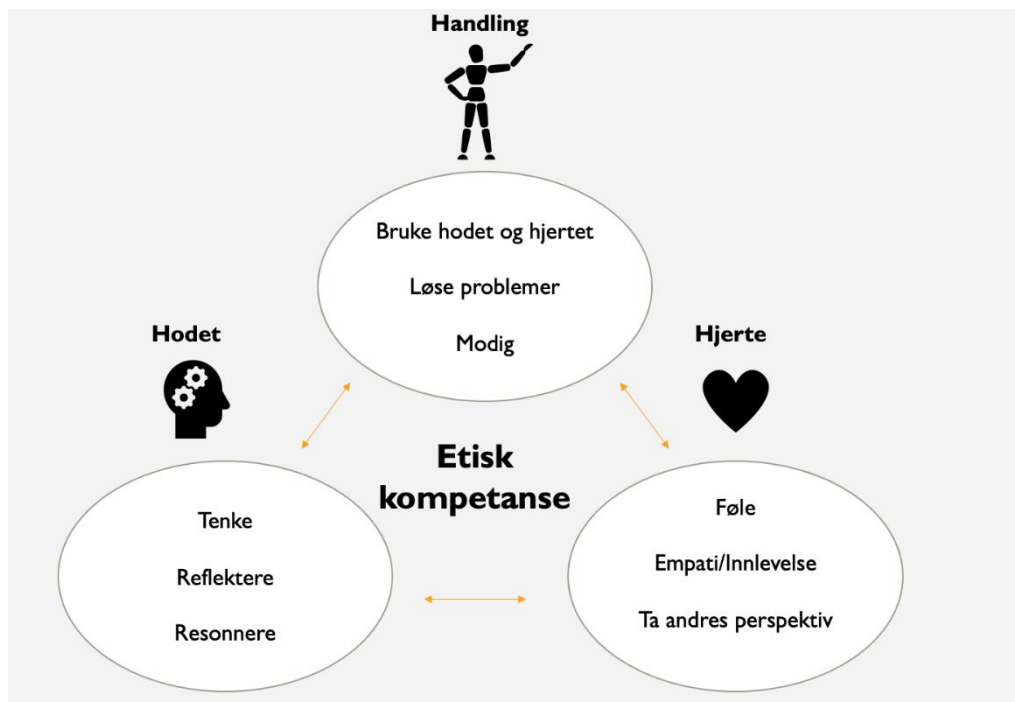 Handling
Bruke hodet og hjertet
Løse problemer
Modig
Hodet
Hjerte
Etisk
kompetanse
Tenke
Reflektere
Resonnere
Føle
Empati/Innlevelse
Ta andres perspektiv